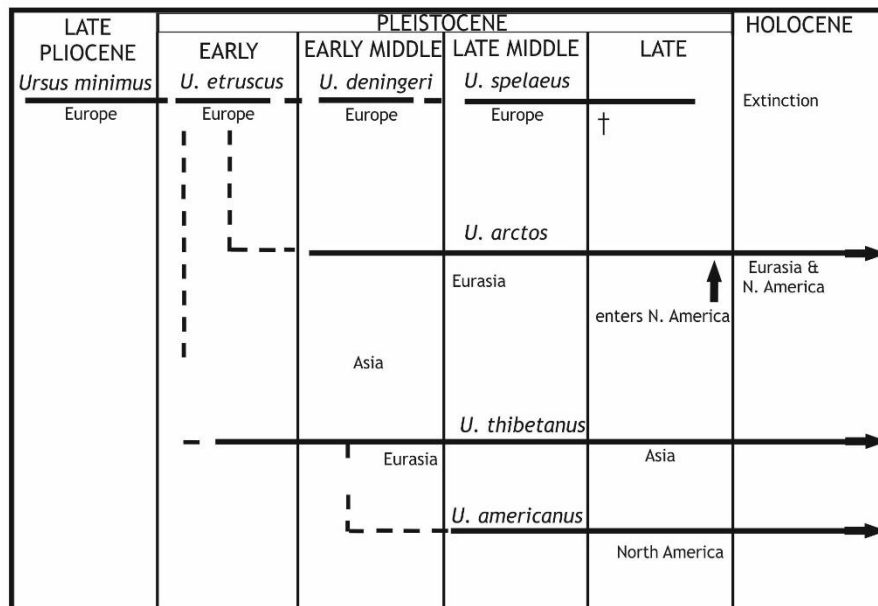 LATE
PLIOCENE
PLEISTOCENE
HOLOCENE
EARLY
EARLY MIDDLE
LATE MIDDLE
LATE
Ursus minimus
U. etruscus
U. deningeri
U. spelaeus
Europe
Europe
Europe
Europe
†
Extinction
U. arctos
Eurasia
enters N. America
Eurasia &
N. America
Asia
U. thibetanus
Eurasia
Asia
U. americanus
North America